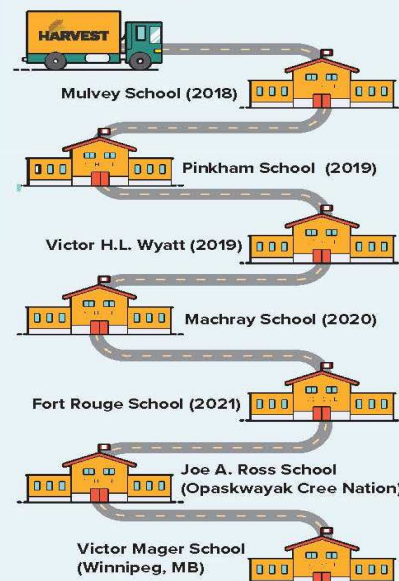 HARVEST
Mulvey School (2018)
Pinkham School (2019)
Victor H.L. Wyatt (2019)
Machray School (2020)
Fort Rouge School (2021)
Joe A. Ross School
(Opaskwayak Cree Nation)
Victor Mager School
(Winnipeg, MB)